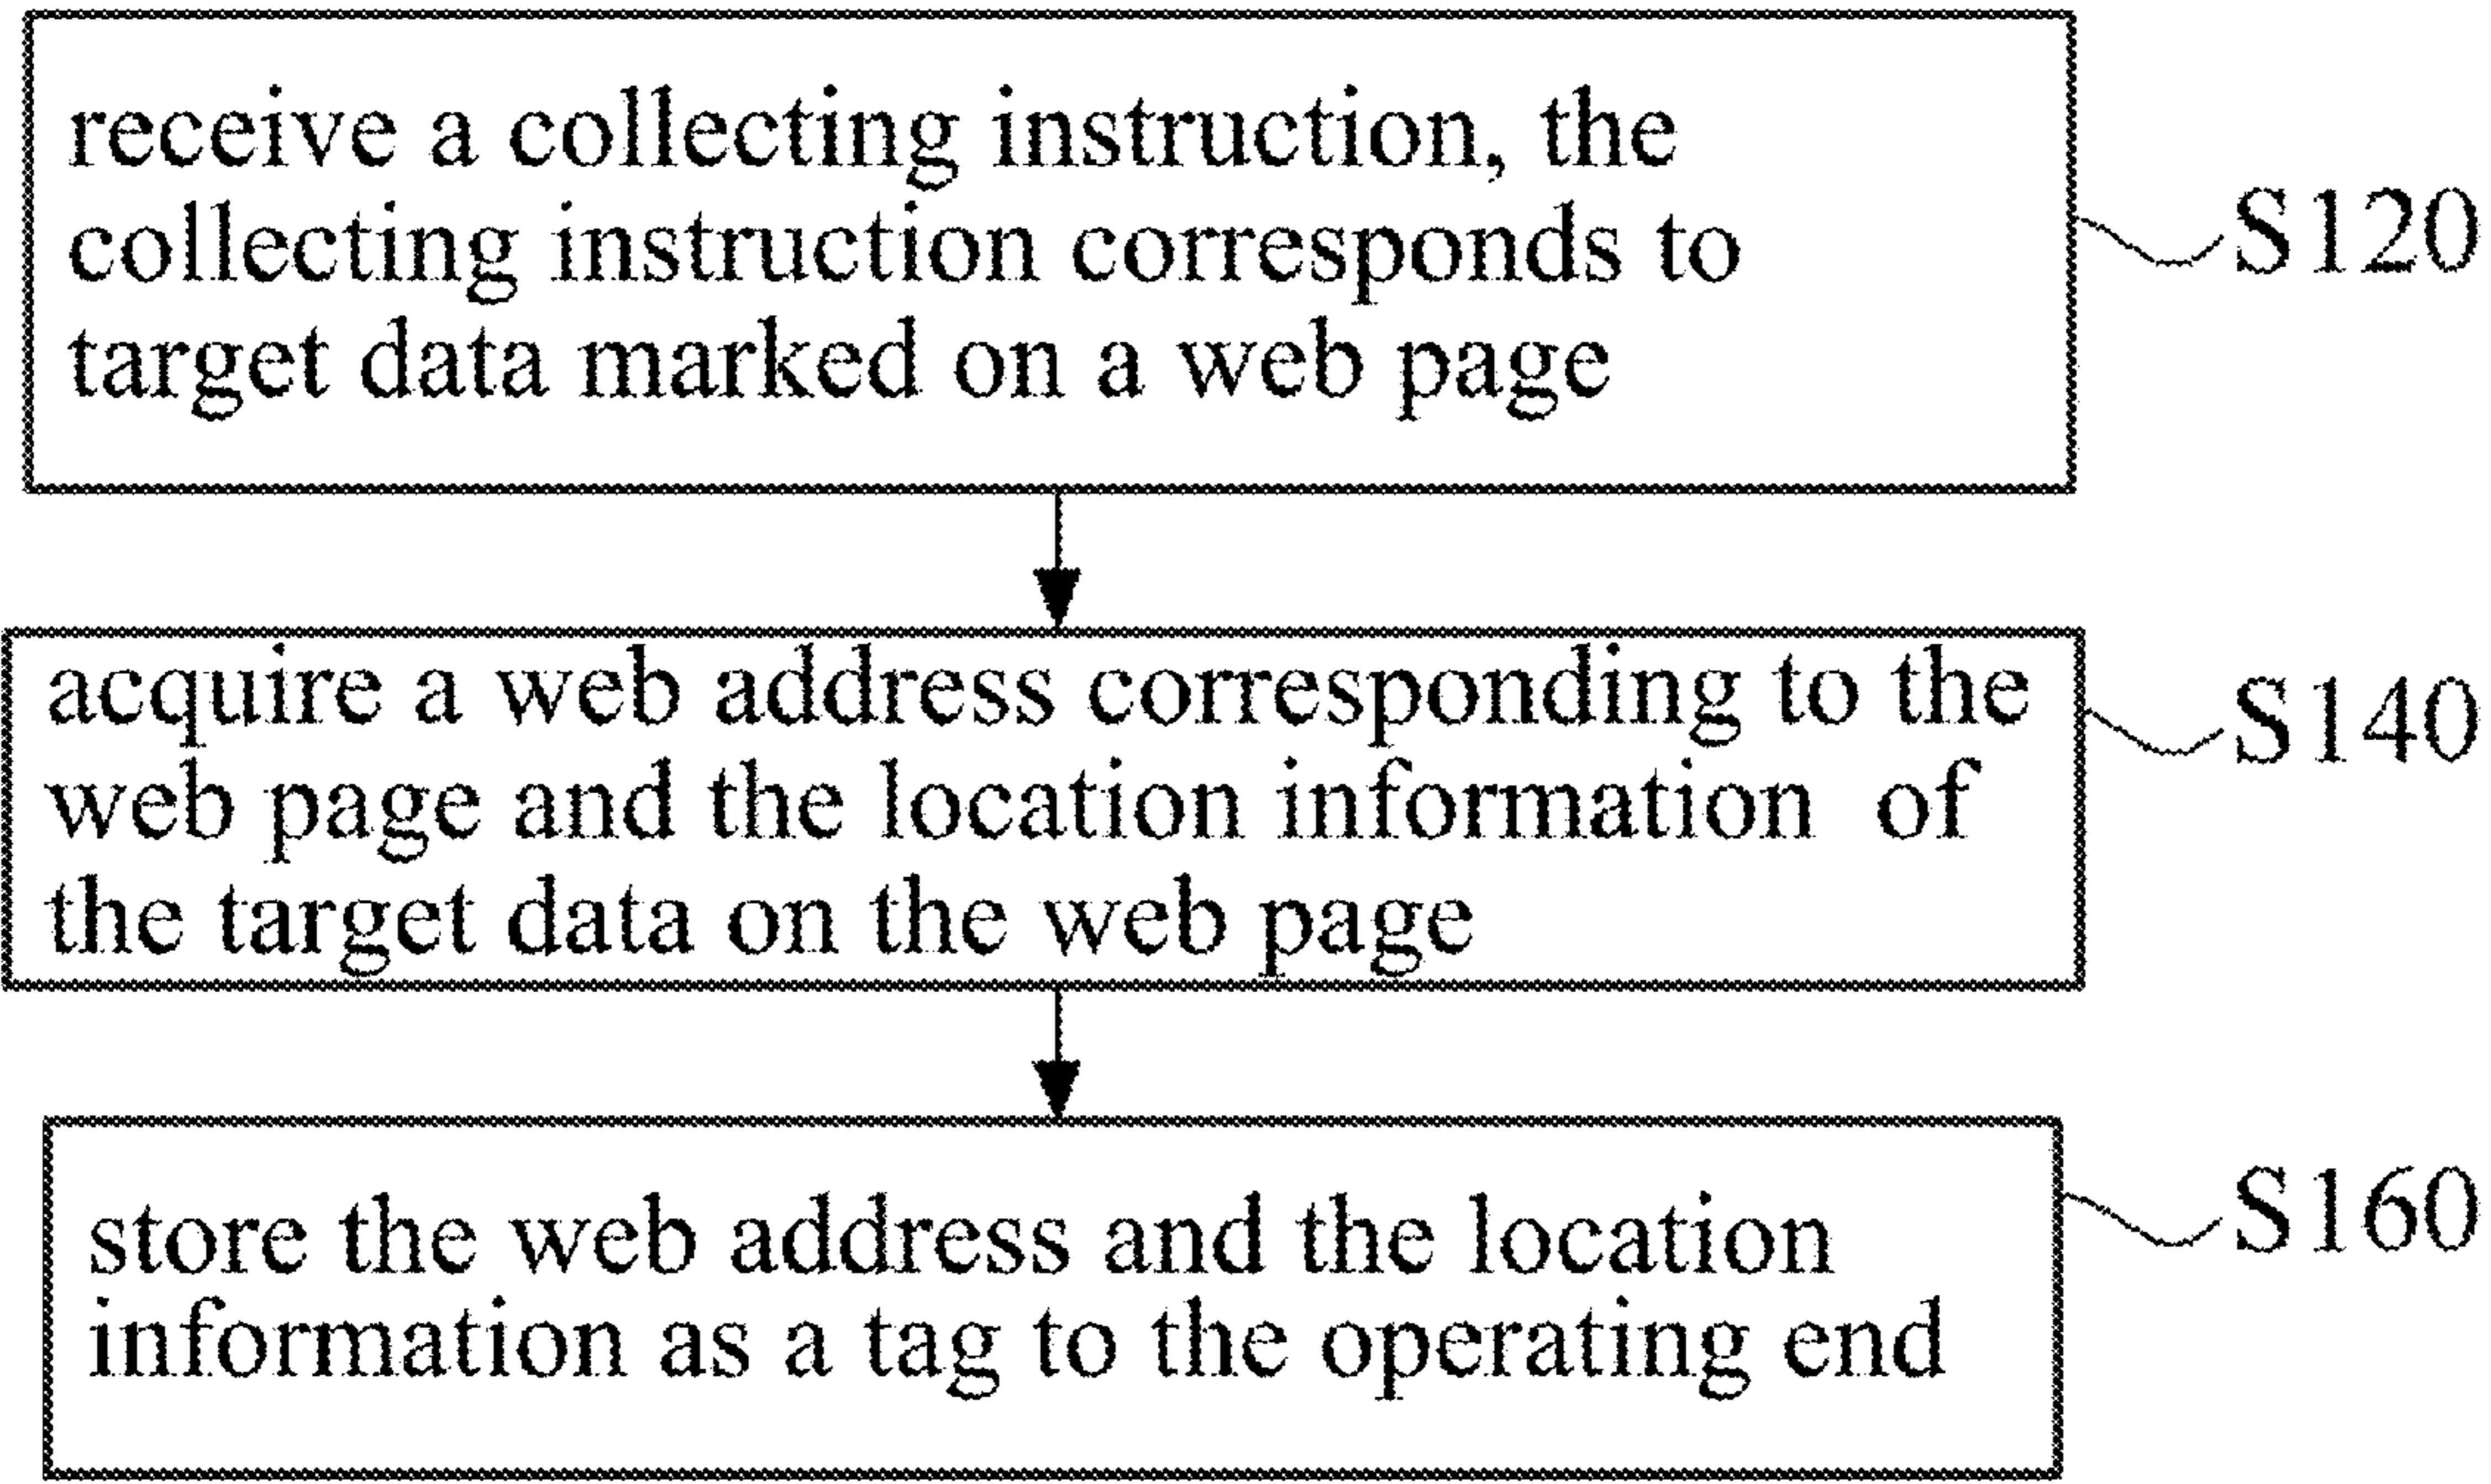 receive a collecting instruction, the
collecting instruction corresponds to
target data marked on a web page
S120
acquire a web address corresponding to the
web page and the location information of
the target data on the web page
S140
store the web address and the location
information as a tag to the operating end
S160